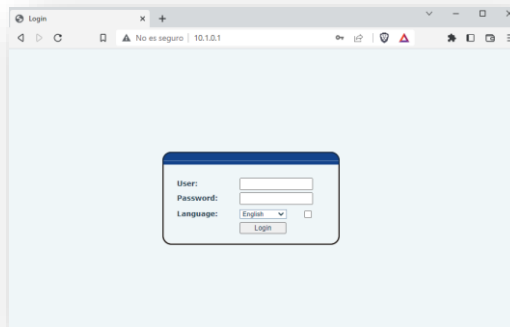 Login
No es seguro | 10.1.0.1
User:
Password:
Language: English
Login